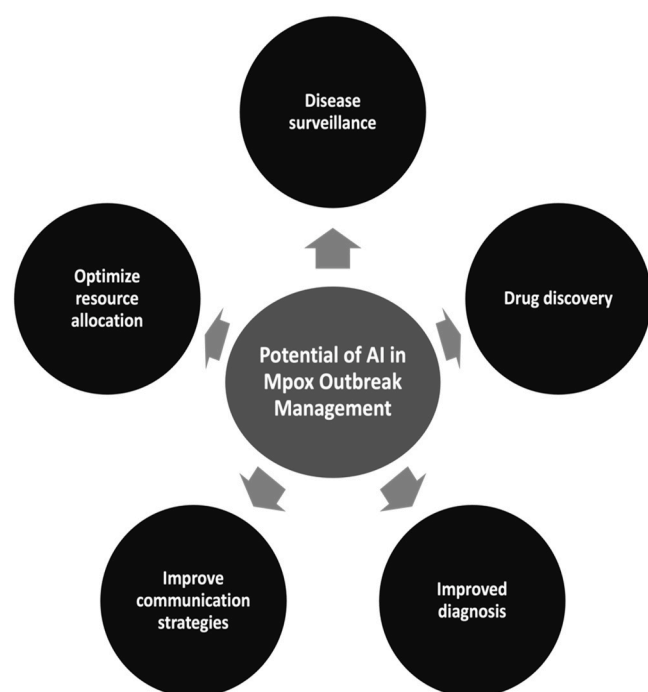 Disease
surveillance
Optimize
resource
allocation
Drug discovery
Potential of AI in
Mpox Outbreak
Management
Improve
communication
strategies
Improved
diagnosis